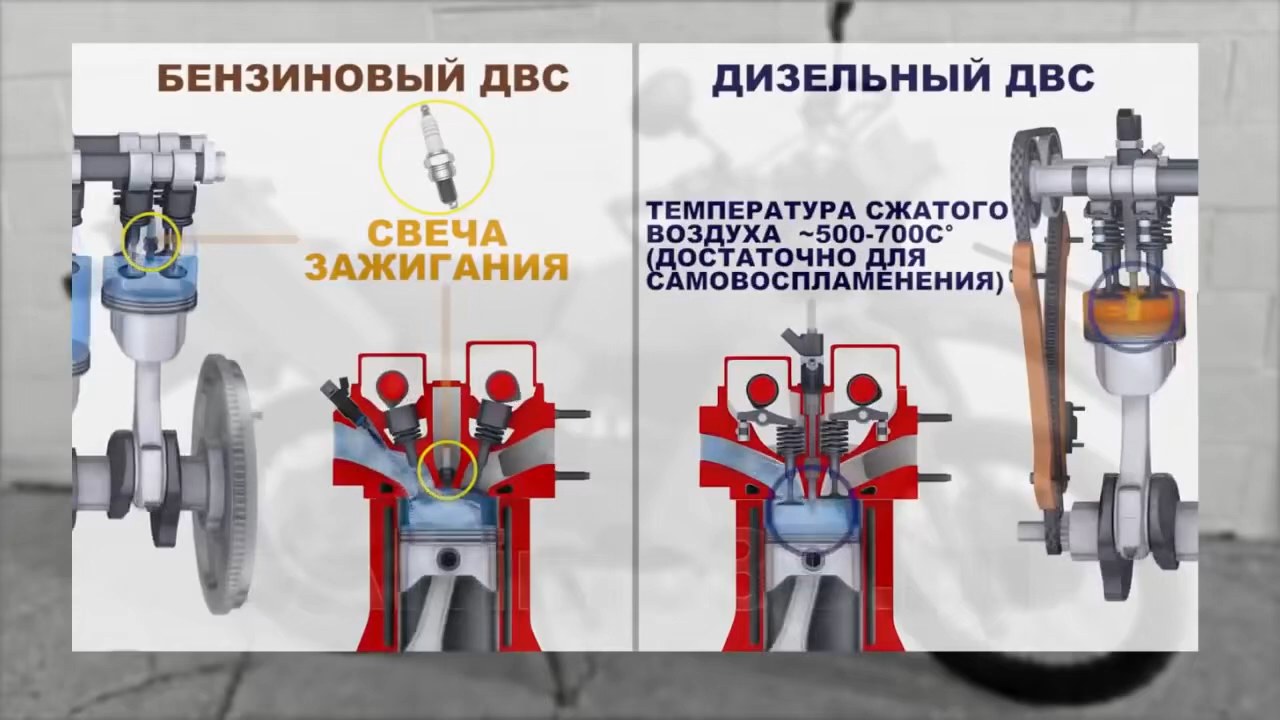 БЕНЗИНОВЫЙ ДВС
СВЕЧА
ЗАЖИГАНИЯ
ДИЗЕЛЬНЫЙ ДВС
ТЕМПЕРАТУРА СЖАТОГО
ВОЗДУХА ~500-700С°
(ДОСТАТОЧНО ДЛЯ
САМОВОСПЛАМЕНЕНИЯ)